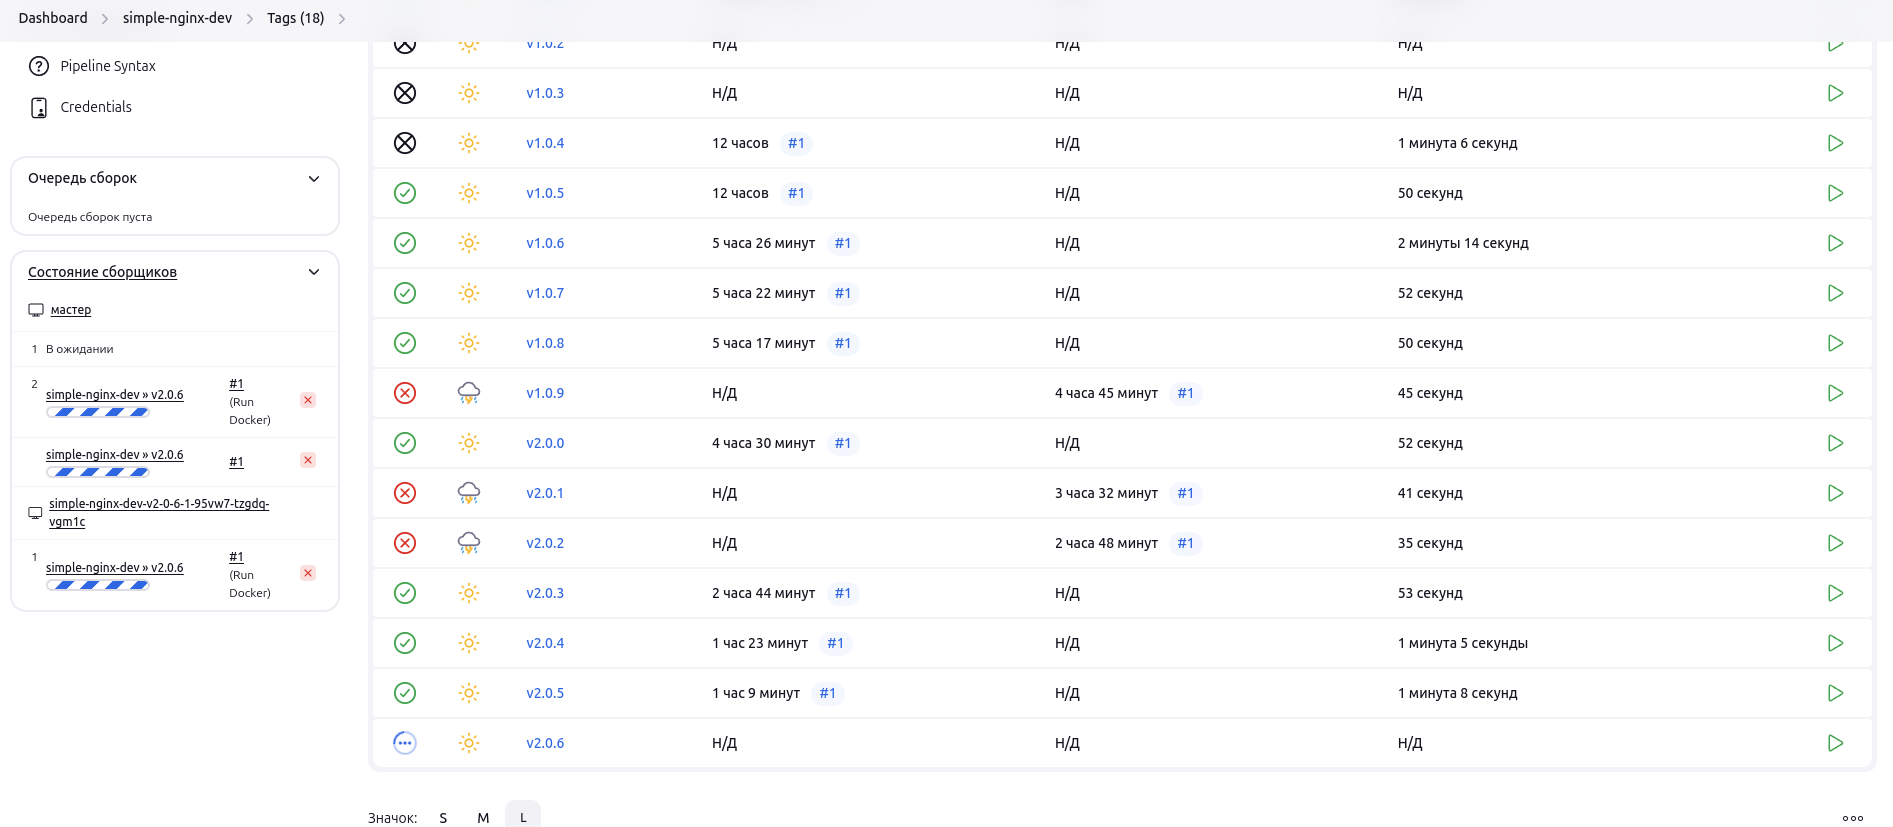 Dashboard simple-nginx-dev Tags (18)
Pipeline Syntax
Credentials
Очередь сборок
Очередь сборок пуста
Состояние сборщиков
мастер
1 В ожидании
2 simple-nginx-dev » v2.0.6 #1 (Run Docker)
simple-nginx-dev » v2.0.6 #1
simple-nginx-dev-v2-0-6-1-95vw7-tzgdq-
vgm1c
1 simple-nginx-dev » v2.0.6 #1 (Run Docker)
v1.0.2 Н/Д Н/Д Н/Д
v1.0.3 Н/Д Н/Д Н/Д
v1.0.4 12 часов #1 Н/Д 1 минута 6 секунд
v1.0.5 12 часов #1 Н/Д 50 секунд
v1.0.6 5 часа 26 минут #1 Н/Д 2 минуты 14 секунд
v1.0.7 5 часа 22 минут #1 Н/Д 52 секунд
v1.0.8 5 часа 17 минут #1 Н/Д 50 секунд
v1.0.9 Н/Д 4 часа 45 минут #1 45 секунд
v2.0.0 4 часа 30 минут #1 Н/Д 52 секунд
v2.0.1 Н/Д 3 часа 32 минут #1 41 секунд
v2.0.2 Н/Д 2 часа 48 минут #1 35 секунд
v2.0.3 2 часа 44 минут #1 Н/Д 53 секунд
v2.0.4 1 час 23 минут #1 Н/Д 1 минута 5 секунды
v2.0.5 1 час 9 минут #1 Н/Д 1 минута 8 секунд
v2.0.6 Н/Д Н/Д Н/Д
Значок: S M L